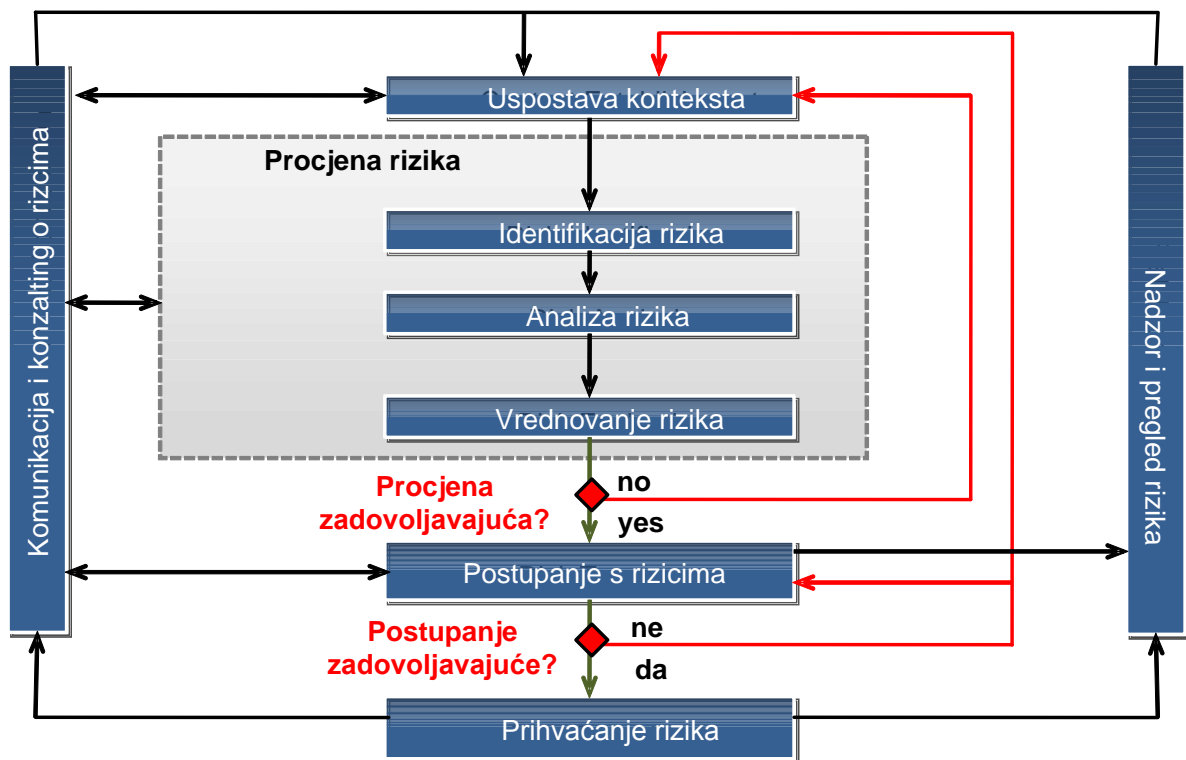 Uspostava konteksta
Procjena rizika
Identifikacija rizika
Analiza rizika
Vrednovanje rizika
Procjena
zadovoljavajuća?
no
yes
Postupanje s rizicima
Postupanje
zadovoljavajuće?
ne
da
Prihvaćanje rizika
Komunikacija i konzalting o rizcima
Nadzor i pregled rizika